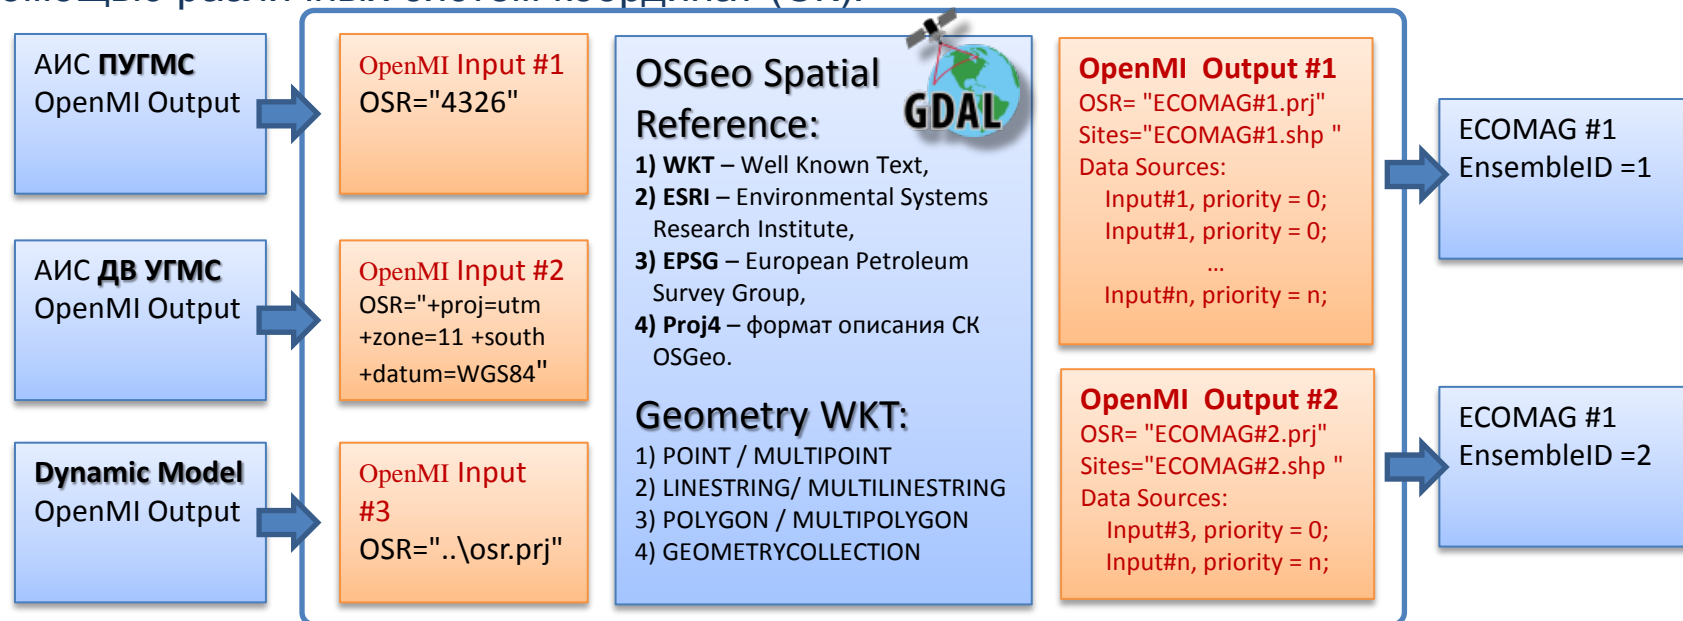 помощью различных систем координат (СК):
АИС ПУГМС
OpenMI Output
АИС ДВ УГМС
OpenMI Output
Dynamic Model
OpenMI Output
OpenMI Input #1
OSR="4326"
OpenMI Input #2
OSR="+proj=utm
+zone=11 +south
+datum=WGS84"
OpenMI Input
#3
OSR="..\osr.prj"
OSGeo Spatial
Reference:
GDAL
1) WKT – Well Known Text,
2) ESRI – Environmental Systems
Research Institute,
3) EPSG – European Petroleum
Survey Group,
4) Proj4 – формат описания СК
OSGeo.
Geometry WKT:
1) POINT / MULTIPOINT
2) LINESTRING/ MULTILINESTRING
3) POLYGON / MULTIPOLYGON
4) GEOMETRYCOLLECTION
OpenMI Output #1
OSR= "ECOMAG#1.prj"
Sites="ECOMAG#1.shp "
Data Sources:
Input#1, priority = 0;
Input#1, priority = 0;
...
Input#n, priority = n;
OpenMI Output #2
OSR= "ECOMAG#2.prj"
Sites="ECOMAG#2.shp "
Data Sources:
Input#3, priority = 0;
Input#n, priority = n;
ECOMAG #1
EnsembleID =1
ECOMAG #1
EnsembleID =2